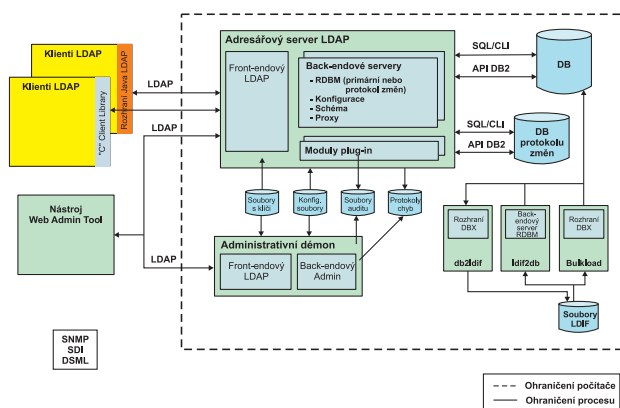 Adresářový server LDAP
Klienti LDAP
Klienti LDAP
Rozhraní Java LDAP
"C" Client Library
LDAP
LDAP
LDAP
Front-endový
LDAP
Back-endové servery
- RDBM (primární nebo
protokol změn)
- Konfigurace
- Schéma
- Proxy
Moduly plug-in
SQL/CLI
API DB2
DB
SQL/CLI
API DB2
DB
protokolu
změn
Soubory
s klíči
Konfig.
soubory
Soubory
auditu
Protokoly
chyb
Nástroj
Web Admin Tool
Administrativní démon
Front-endový
LDAP
Back-endový
Admin
Rozhraní
DBX
db2ldif
Back-
endový
server
RDBM
ldif2db
Rozhraní
DBX
Bulkload
Soubory
LDIF
SNMP
SDI
DSML
Ohraničení počítače
Ohraničení procesu